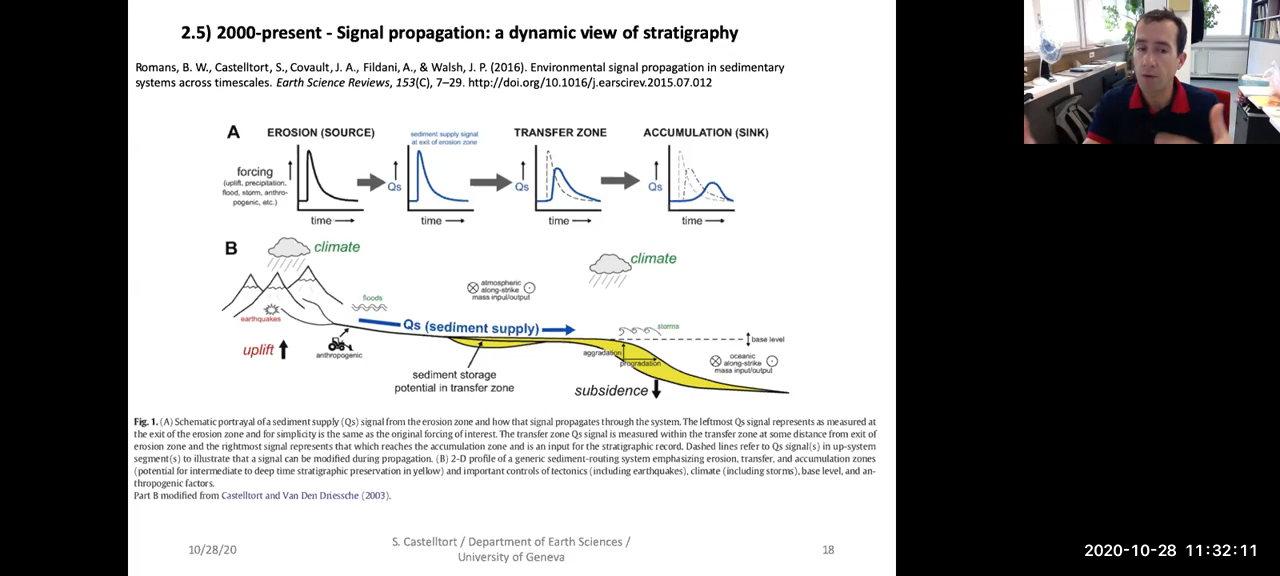 2.5) 2000-present - Signal propagation: a dynamic view of stratigraphy
Romans, B. W., Castelltort, S., Covault, J. A., Fildani, A., & Walsh, J. P. (2016). Environmental signal propagation in sedimentary
systems across timescales. Earth Science Reviews, 153(C), 7–29. http://doi.org/10.1016/j.earscirev.2015.07.012
A EROSION (SOURCE) sediment supply signal TRANSFER ZONE ACCUMULATION (SINK)
at exit of erosion zone
forcing
(uplift, precipitation,
flood, storm, anthro-
pogenic, etc.)
Qs Qs Qs
time time time time
B climate
climate
atmospheric
along-strike
mass input/output
floods
earthquakes
Qs (sediment supply)
storms
base level
uplift
anthropogenic
aggradation
progradation
oceanic
along-strike
mass input/output
sediment storage
potential in transfer zone
subsidence
Fig. 1. (A) Schematic portrayal of a sediment supply (Qs) signal from the erosion zone and how that signal propagates through the system. The leftmost Qs signal represents as measured at
the exit of the erosion zone and for simplicity is the same as the original forcing of interest. The transfer zone Qs signal is measured within the transfer zone at some distance from exit of
erosion zone and the rightmost signal represents that which reaches the accumulation zone and is an input for the stratigraphic record. Dashed lines refer to Qs signal(s) in up-system
segment(s) to illustrate that a signal can be modified during propagation. (B) 2-D profile of a generic sediment-routing system emphasizing erosion, transfer, and accumulation zones
(potential for intermediate to deep time stratigraphic preservation in yellow) and important controls of tectonics (including earthquakes), climate (including storms), base level, and an-
thropogenic factors.
Part B modified from Castelltort and Van Den Driessche (2003).
10/28/20
S. Castelltort / Department of Earth Sciences /
University of Geneva
18
2020-10-28 11:32:11